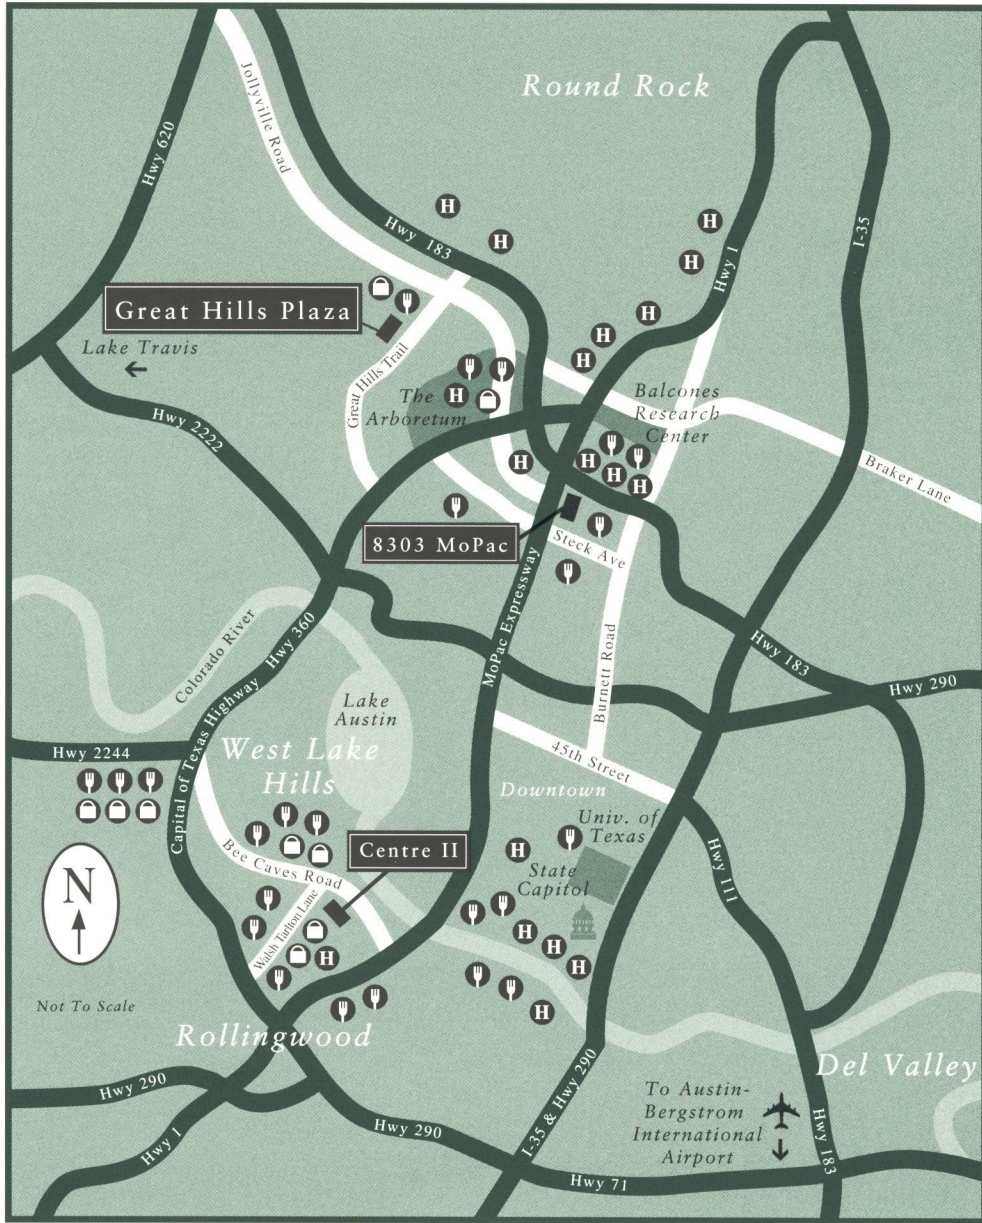 Round Rock
Jollyville Road
Hwy 620
Hwy 183
Hwy 1
I-35
H
H
H
H
H
H
H
Great Hills Plaza
Lake Travis
Great Hills Trail
The
Arboretum
H
Balcones
Research
Center
Hwy 2222
H
H
H
H
Braker Lane
8303 MoPac
Steck Ave
MoPac Expressway
Colorado River
Hwy 360
Burnett Road
Hwy 183
Hwy 290
Lake
Austin
Capital of Texas Highway
Hwy 2244
West Lake
Hills
45th Street
Downtown
Univ. of
Texas
State
Capitol
H
Hwy 111
Bee Caves Road
Centre II
Walsh Tarlton Lane
N
H
H
H
H
H
Not To Scale
Rollingwood
Del Valley
Hwy 290
Hwy 1
Hwy 290
I-35 & Hwy 290
To Austin-
Bergstrom
International
Airport
Hwy 183
Hwy 71